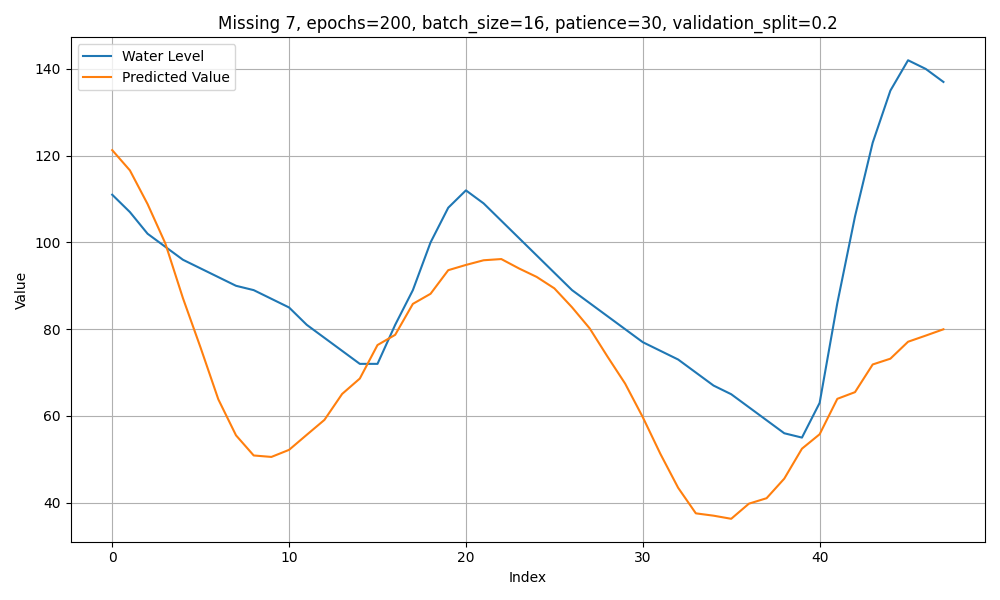 Missing 7, epochs=200, batch_size=16, patience=30, validation_split=0.2
Water Level
Predicted Value
Value
140
120
100
80
60
40
0 10 20 30 40
Index